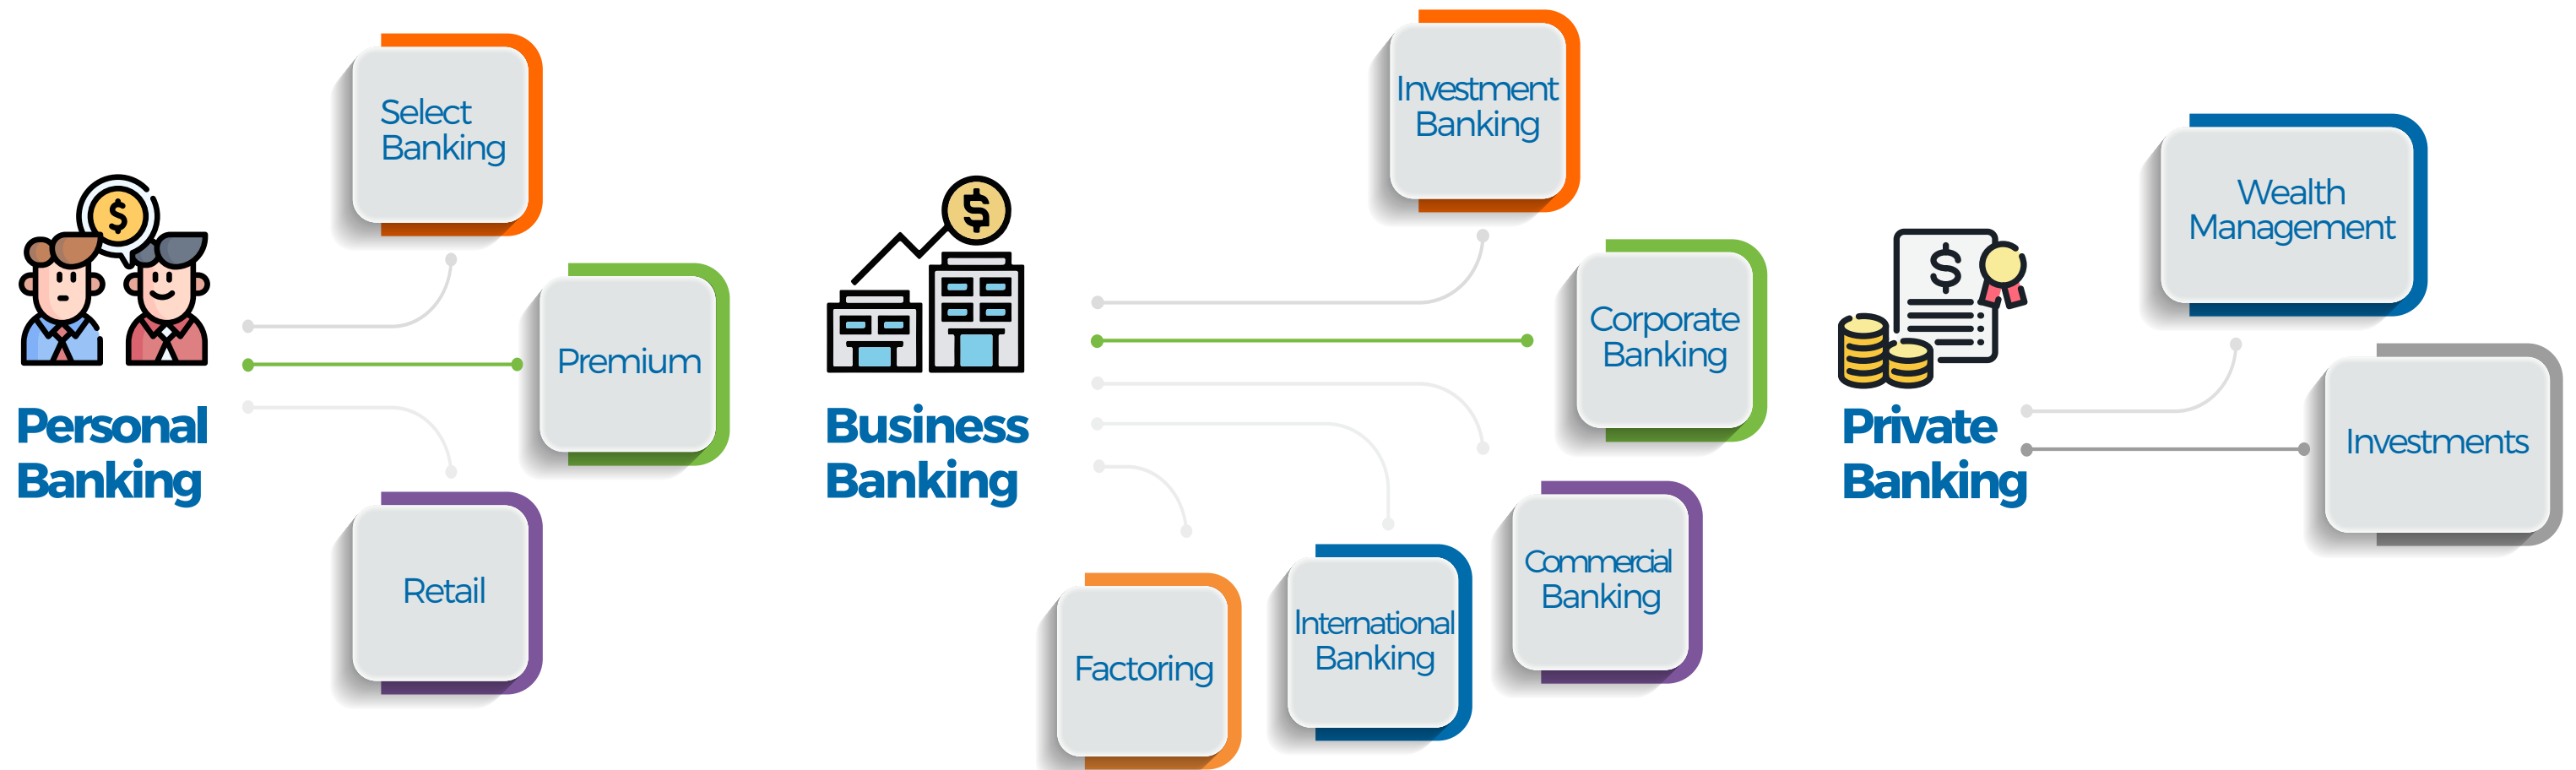 Select
Banking
Premium
Retail
Personal
Banking
Investment
Banking
Corporate
Banking
Commercial
Banking
International
Banking
Factoring
Business
Banking
Wealth
Management
Investments
Private
Banking